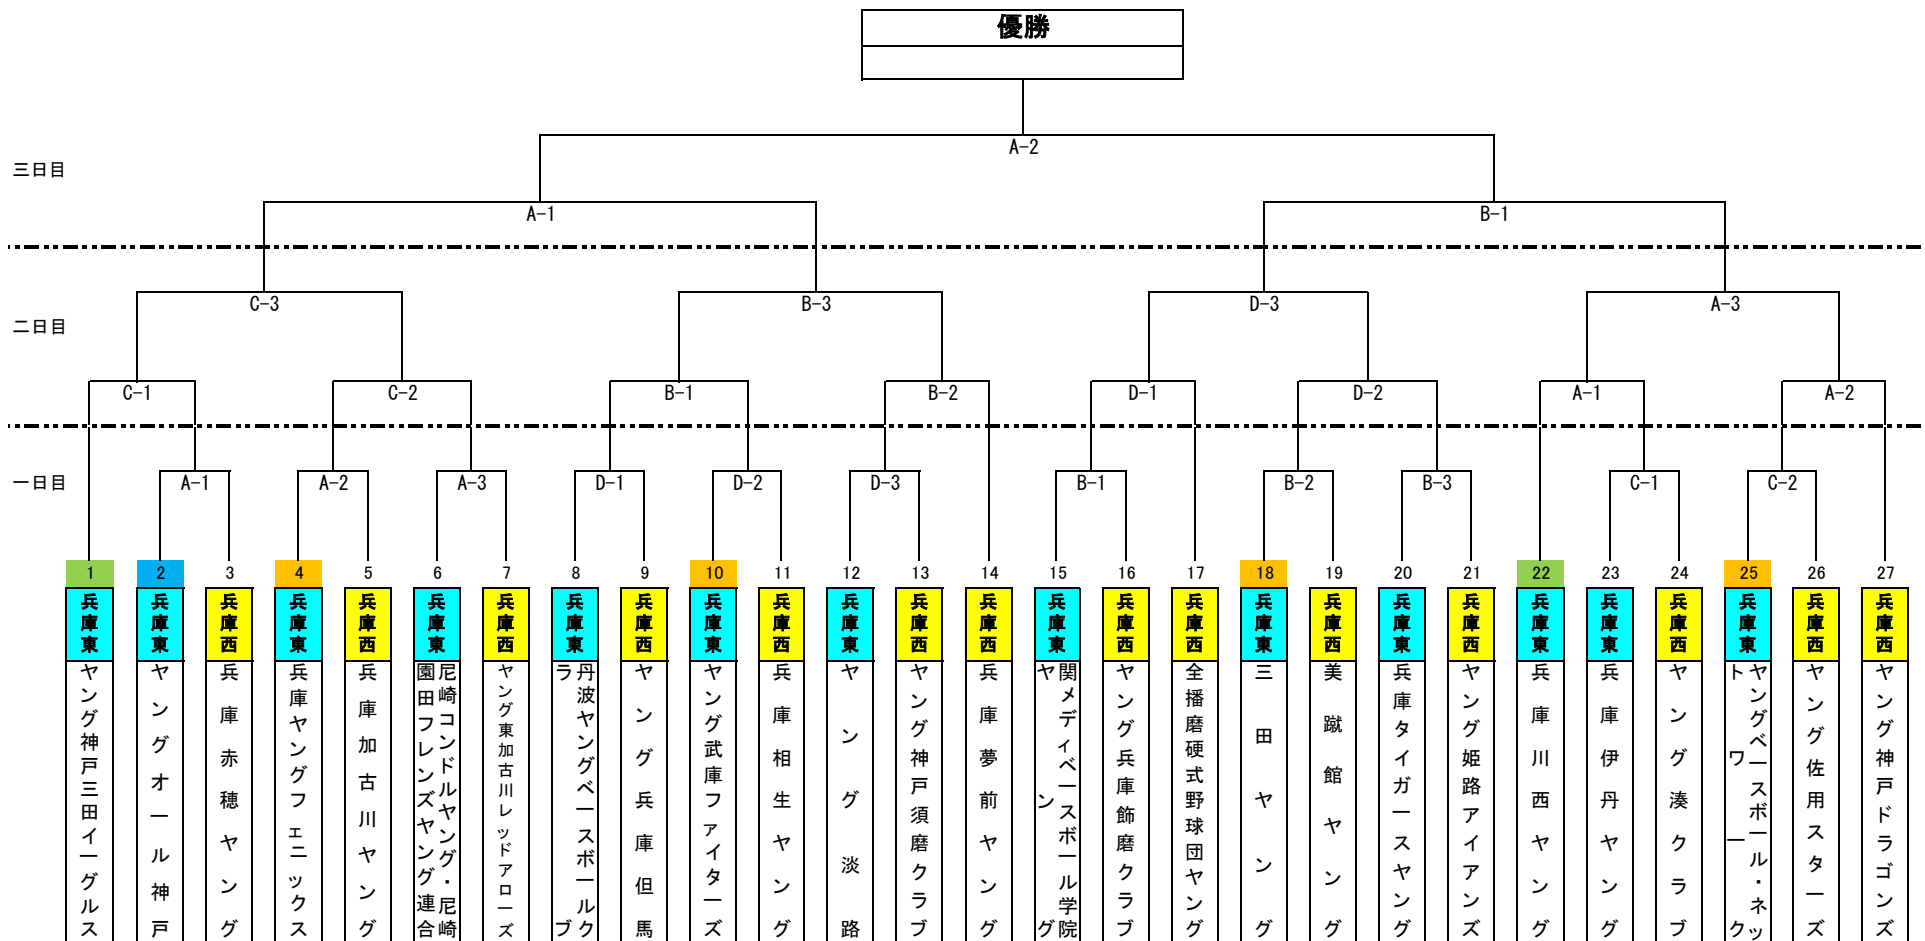 優勝
A-2
三日目
A-1
B-1
C-3
B-3
D-3
A-3
二日目
C-1
C-2
B-1
B-2
D-1
D-2
A-1
A-2
一日目
A-1
A-2
A-3
D-1
D-2
D-3
B-1
B-2
B-3
C-1
C-2
1
2
3
4
5
6
7
8
9
10
11
12
13
14
15
16
17
18
19
20
21
22
23
24
25
26
27
兵庫東
兵庫東
兵庫西
兵庫東
兵庫西
兵庫東
兵庫西
兵庫東
兵庫西
兵庫東
兵庫西
兵庫東
兵庫西
兵庫西
兵庫東
兵庫西
兵庫西
兵庫東
兵庫西
兵庫東
兵庫西
兵庫東
兵庫東
兵庫西
兵庫東
兵庫西
兵庫西
ヤング神戸三田イーグルス
ヤングオール神戸
兵庫赤穂ヤング
兵庫ヤングフェニックス
兵庫加古川ヤング
尼崎コンドルヤング・尼崎
園田フレンズヤング連合
ヤング東加古川レッドアローズ
丹波ヤングベースボールク
ラブ
ヤング兵庫但馬
ヤング武庫ファイターズ
兵庫相生ヤング
ヤング淡路
ヤング神戸須磨クラブ
兵庫夢前ヤング
関メディベースボール学院
ヤング
ヤング兵庫飾磨クラブ
全播磨硬式野球団ヤング
三田ヤング
美蹴館ヤング
兵庫タイガースヤング
ヤング姫路アイアンズ
兵庫川西ヤング
兵庫伊丹ヤング
ヤング湊クラブ
ヤングベースボール・ネッ
トワーク
ヤング佐用スターズ
ヤング神戸ドラゴンズ